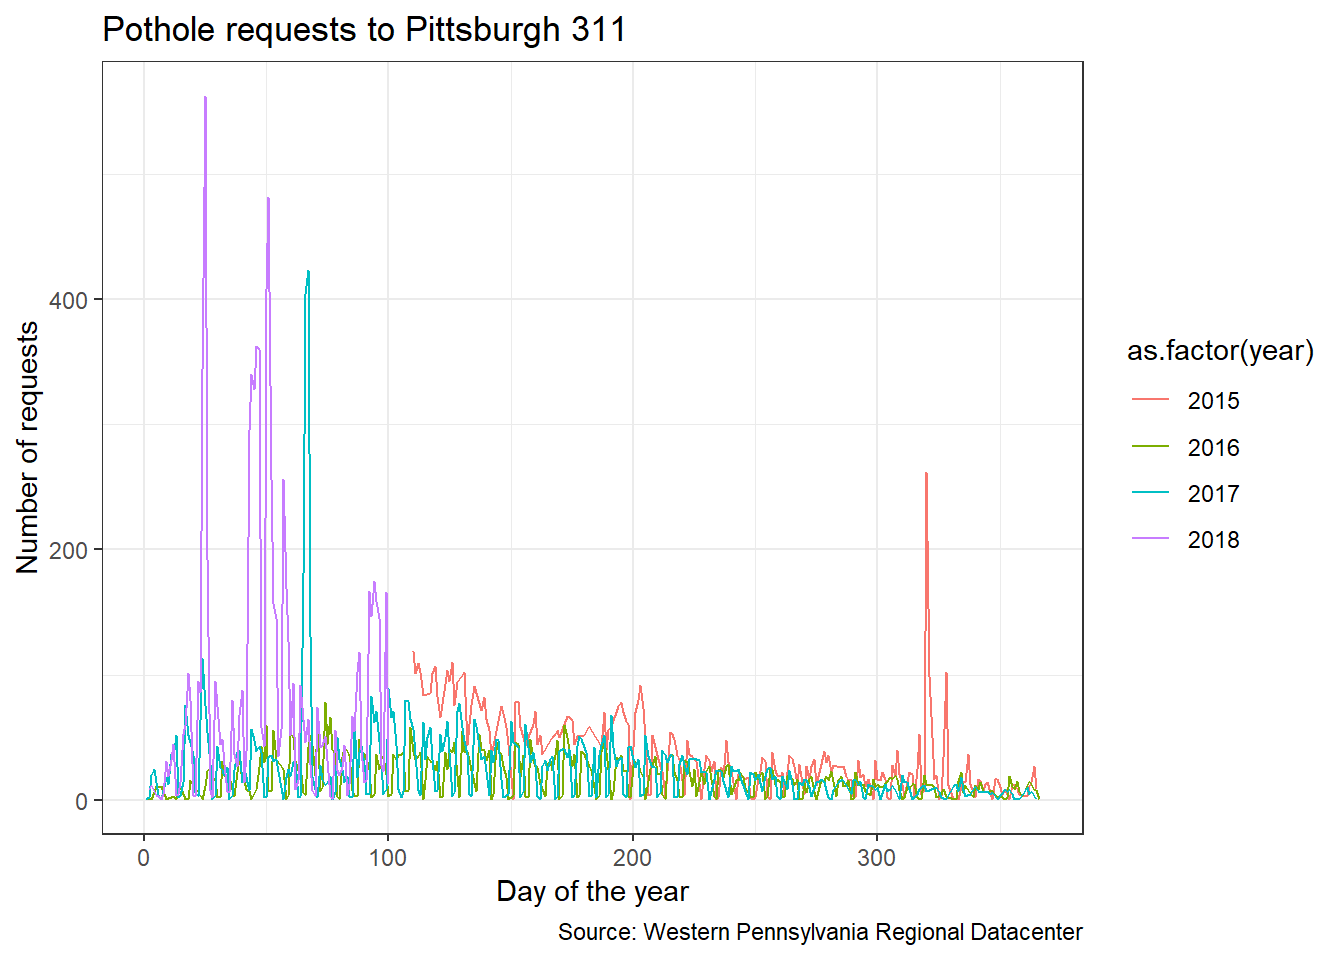 Pothole requests to Pittsburgh 311
Number of requests
400
200
0
0 100 200 300
Day of the year
as.factor(year)
2015
2016
2017
2018
Source: Western Pennsylvania Regional Datacenter